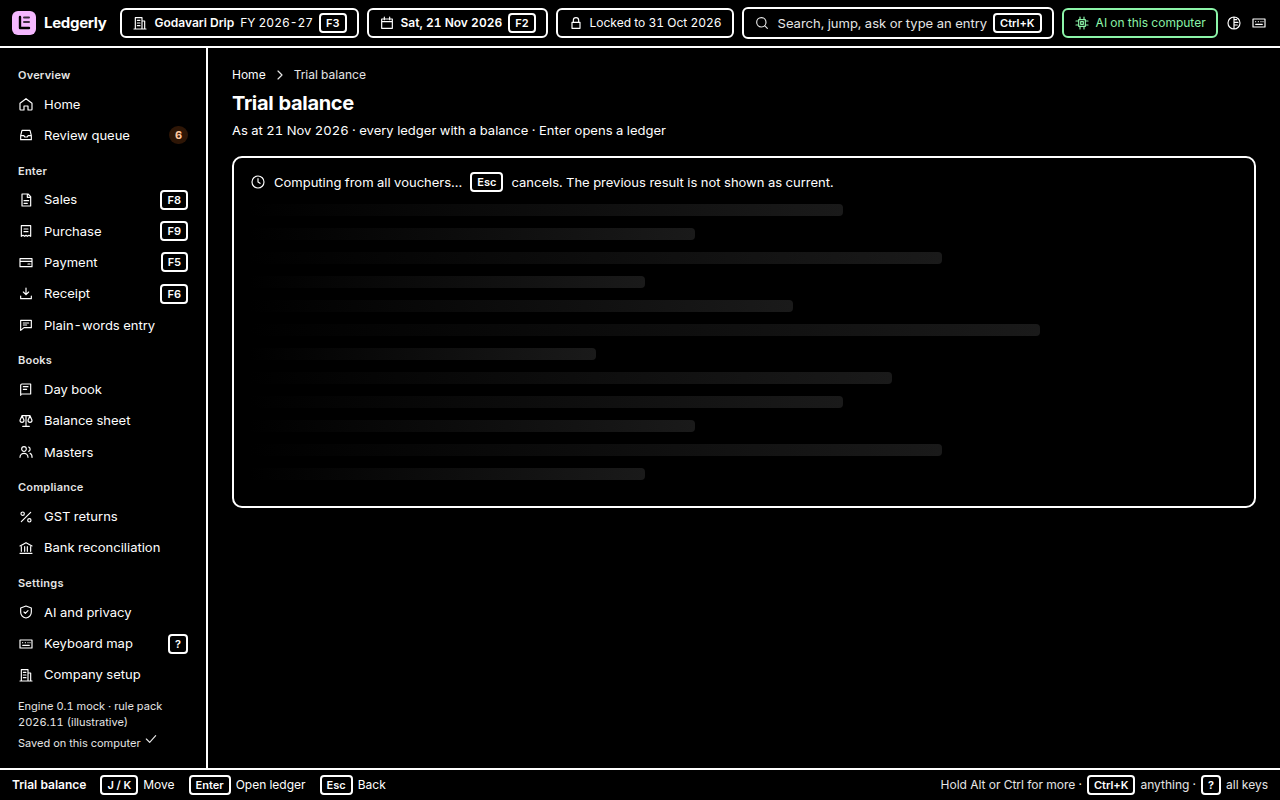 Ledgerly
Godavari Drip FY 2026-27 F3
Sat, 21 Nov 2026 F2
Locked to 31 Oct 2026
Search, jump, ask or type an entry Ctrl+K
AI on this computer
Overview
Home
Review queue 6
Enter
Sales F8
Purchase F9
Payment F5
Receipt F6
Plain-words entry
Books
Day book
Balance sheet
Masters
Compliance
GST returns
Bank reconciliation
Settings
AI and privacy
Keyboard map ?
Company setup
Engine 0.1 mock · rule pack
2026.11 (illustrative)
Saved on this computer
Home Trial balance
Trial balance
As at 21 Nov 2026 · every ledger with a balance · Enter opens a ledger
Computing from all vouchers... Esc cancels. The previous result is not shown as current.
Trial balance J / K Move Enter Open ledger Esc Back
Hold Alt or Ctrl for more · Ctrl+K anything · ? all keys